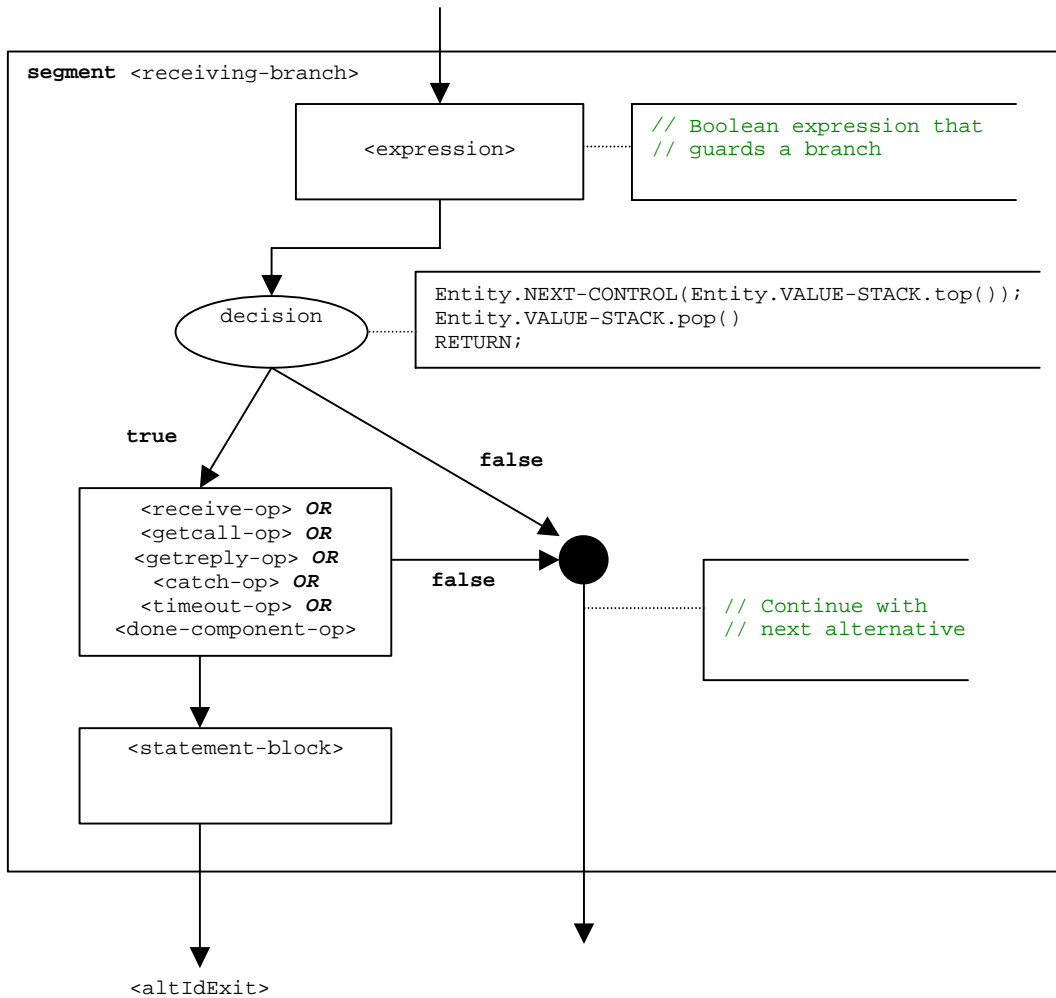 segment <receiving-branch>
<expression>
// Boolean expression that
// guards a branch
decision
Entity.NEXT-CONTROL(Entity.VALUE-STACK.top());
Entity.VALUE-STACK.pop()
RETURN;
true
false
<receive-op> OR
<getcall-op> OR
<getreply-op> OR
<catch-op> OR
<timeout-op> OR
<done-component-op>
false
// Continue with
// next alternative
<statement-block>
<altIdExit>